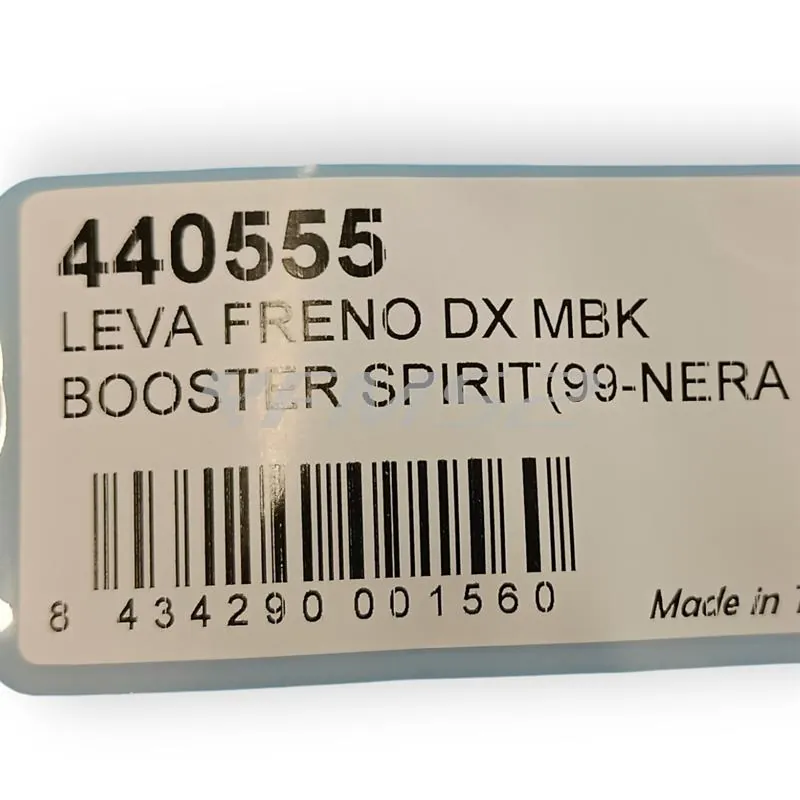 440555
LEVA FRENO DX MBK
BOOSTER SPIRIT(99-NERA
8 434290 001560
Made in